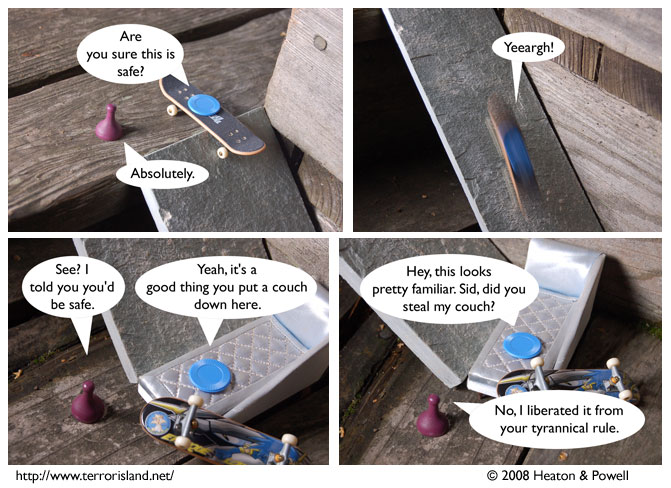 Are
you sure this is
safe?
Absolutely.
Yeeargh!
See? I
told you you'd
be safe.
Yeah, it's a
good thing you put a couch
down here.
Hey, this looks
pretty familiar. Sid, did you
steal my couch?
No, I liberated it from
your tyrannical rule.
http://www.terrorisland.net/
© 2008 Heaton & Powell